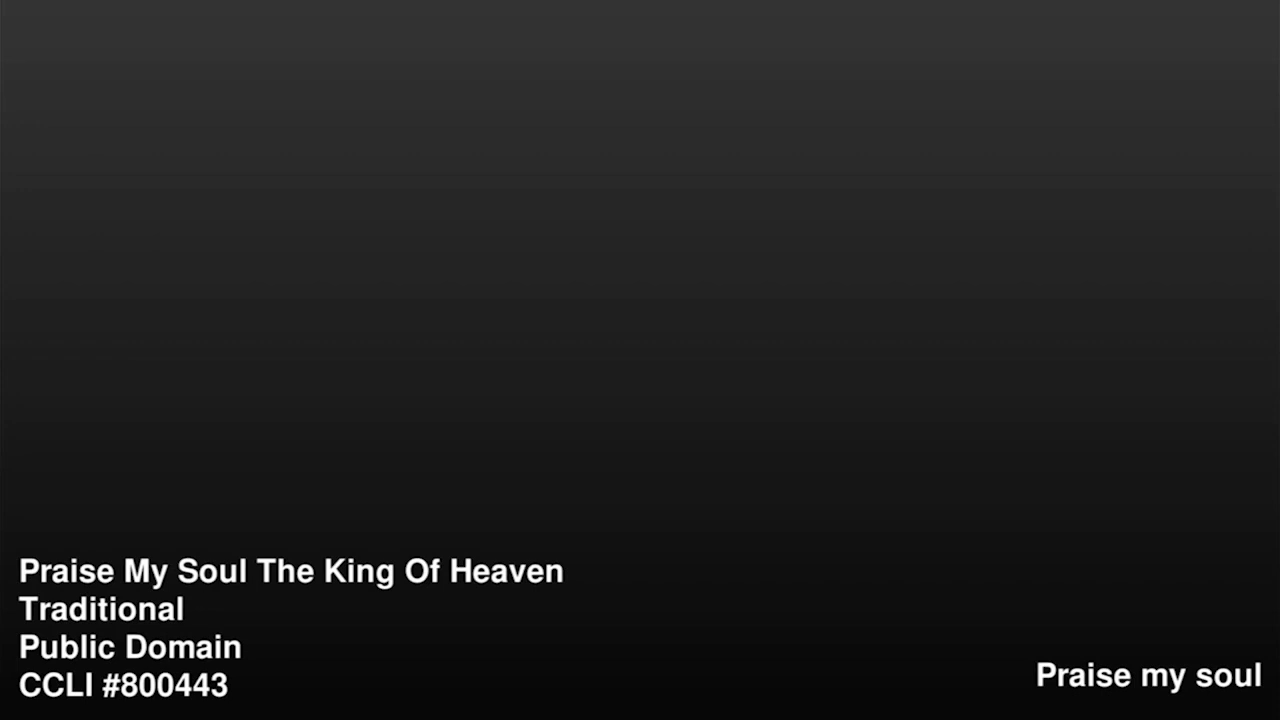 Praise My Soul The King Of Heaven
Traditional
Public Domain
CCLI #800443
Praise my soul